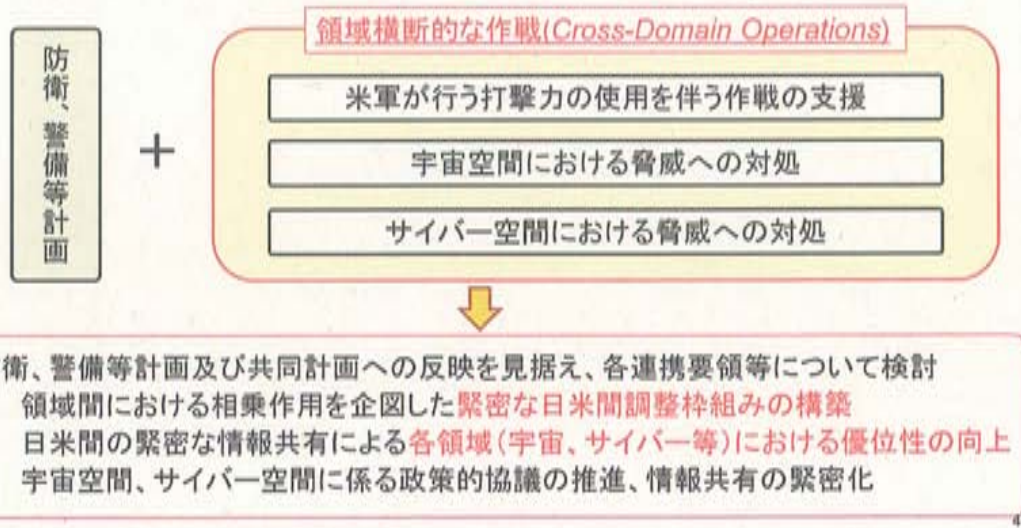 領域横断的な作戦(Cross-Domain Operations)
防衛、警備等計画
+
米軍が行う打撃力の使用を伴う作戦の支援
宇宙空間における脅威への対処
サイバー空間における脅威への対処
衛、警備等計画及び共同計画への反映を見据え、各連携要領等について検討
領域間における相乗作用を企図した緊密な日米間調整枠組みの構築
日米間の緊密な情報共有による各領域(宇宙、サイバー等)における優位性の向上
宇宙空間、サイバー空間に係る政策的協議の推進、情報共有の緊密化